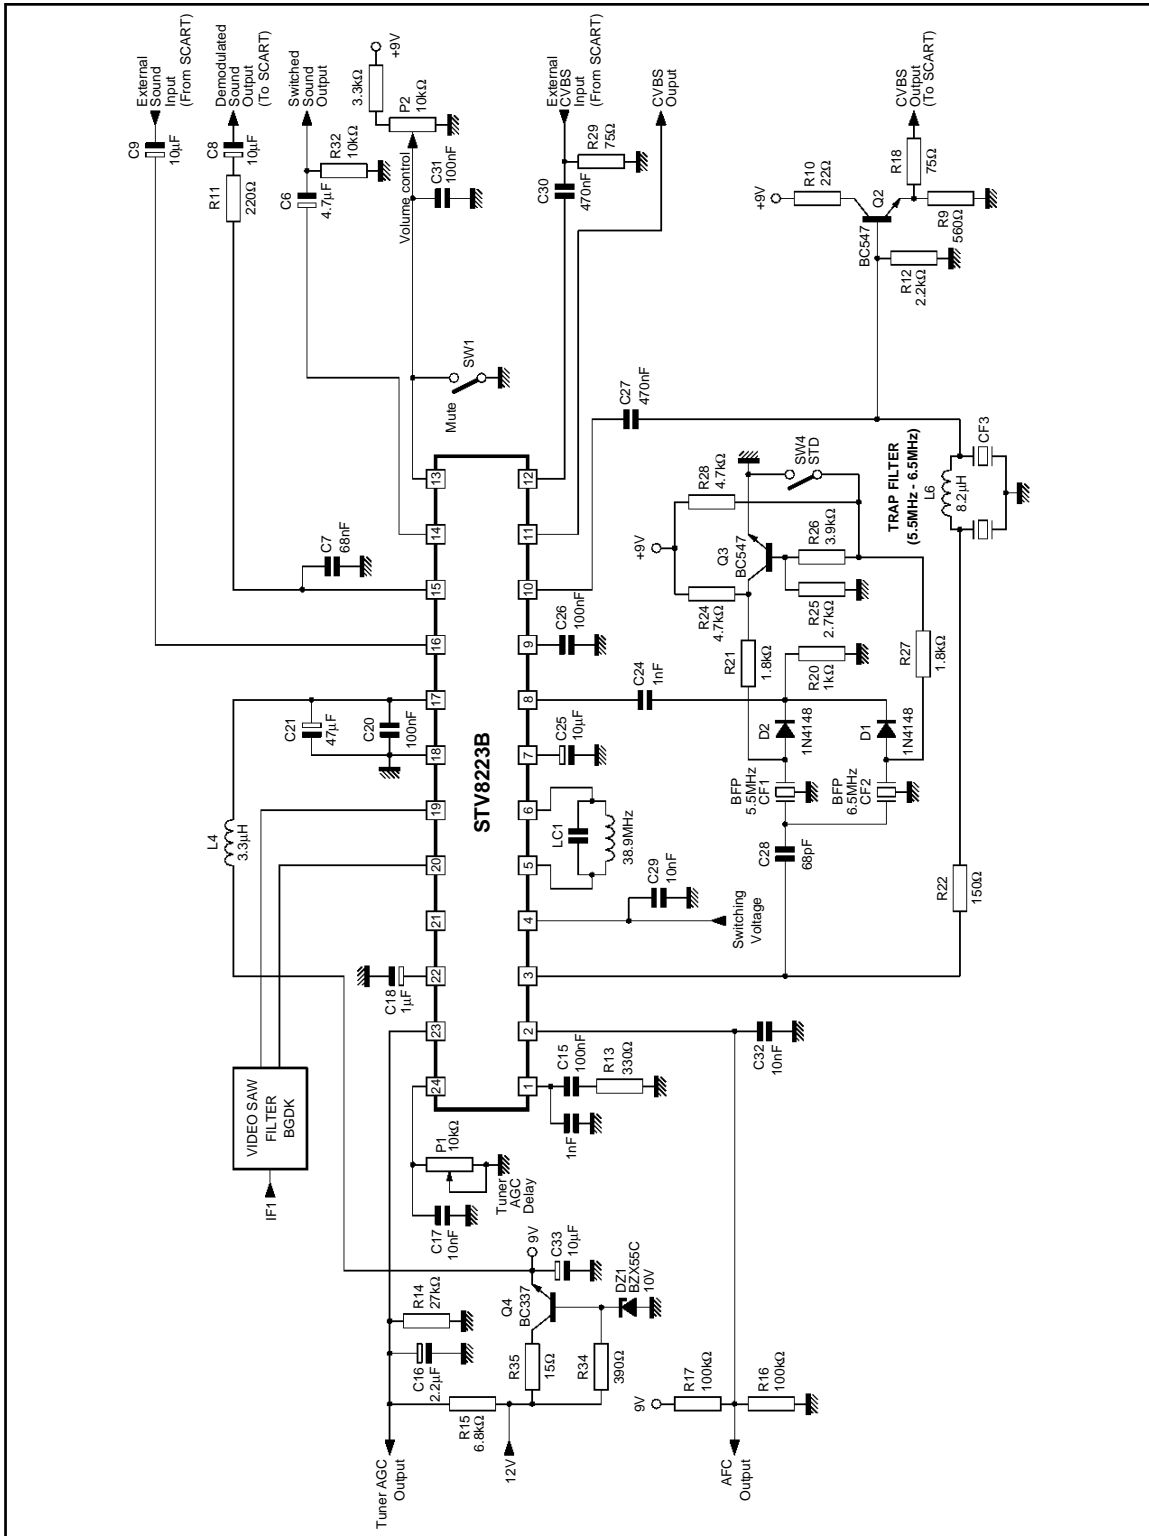 External
Sound
Input
(From SCART)
C9
10µF
Demodulated
Sound
Output
(To SCART)
C8
10µF
R11
220Ω
Switched
Sound
Output
C6
4.7µF
R32
10kΩ
+9V
3.3kΩ
P2
10kΩ
Volume control
C31
100nF
External
CVBS
Input
(From SCART)
R29
75Ω
C30
470nF
CVBS
Ouput
CVBS
Output
(To SCART)
R18
75Ω
+9V
R10
22Ω
Q2
BC547
R9
560Ω
R12
2.2kΩ
SW1
Mute
C7
68nF
C27
470nF
24
23
22
21
20
19
18
17
16
15
14
13
STV8223B
1
2
3
4
5
6
7
8
9
10
11
12
L4
3.3µH
C21
47µF
C20
100nF
C18
1µF
IF1
VIDEO SAW
FILTER
BGDK
P1
10kΩ
Tuner
AGC
Delay
C17
10nF
1nF
C15
100nF
R13
330Ω
C32
10nF
C29
10nF
Switching
Voltage
LC1
38.9MHz
C25
10µF
C24
1nF
C26
100nF
+9V
R28
4.7kΩ
R24
4.7kΩ
Q3
BC547
SW4
STD
R26
3.9kΩ
R25
2.7kΩ
R21
1.8kΩ
R20
1kΩ
R27
1.8kΩ
D2
1N4148
D1
1N4148
BFP
5.5MHz
CF1
BFP
6.5MHz
CF2
C28
68pF
R22
150Ω
TRAP FILTER
(5.5MHz - 6.5MHz)
L6
8.2µH
CF3
Tuner AGC
Output
R14
27kΩ
C16
2.2µF
R15
6.8kΩ
12V
R35
15Ω
R34
390Ω
Q4
BC337
9V
C33
10µF
DZ1
BZX55C
10V
9V
R17
100kΩ
R16
100kΩ
AFC
Output